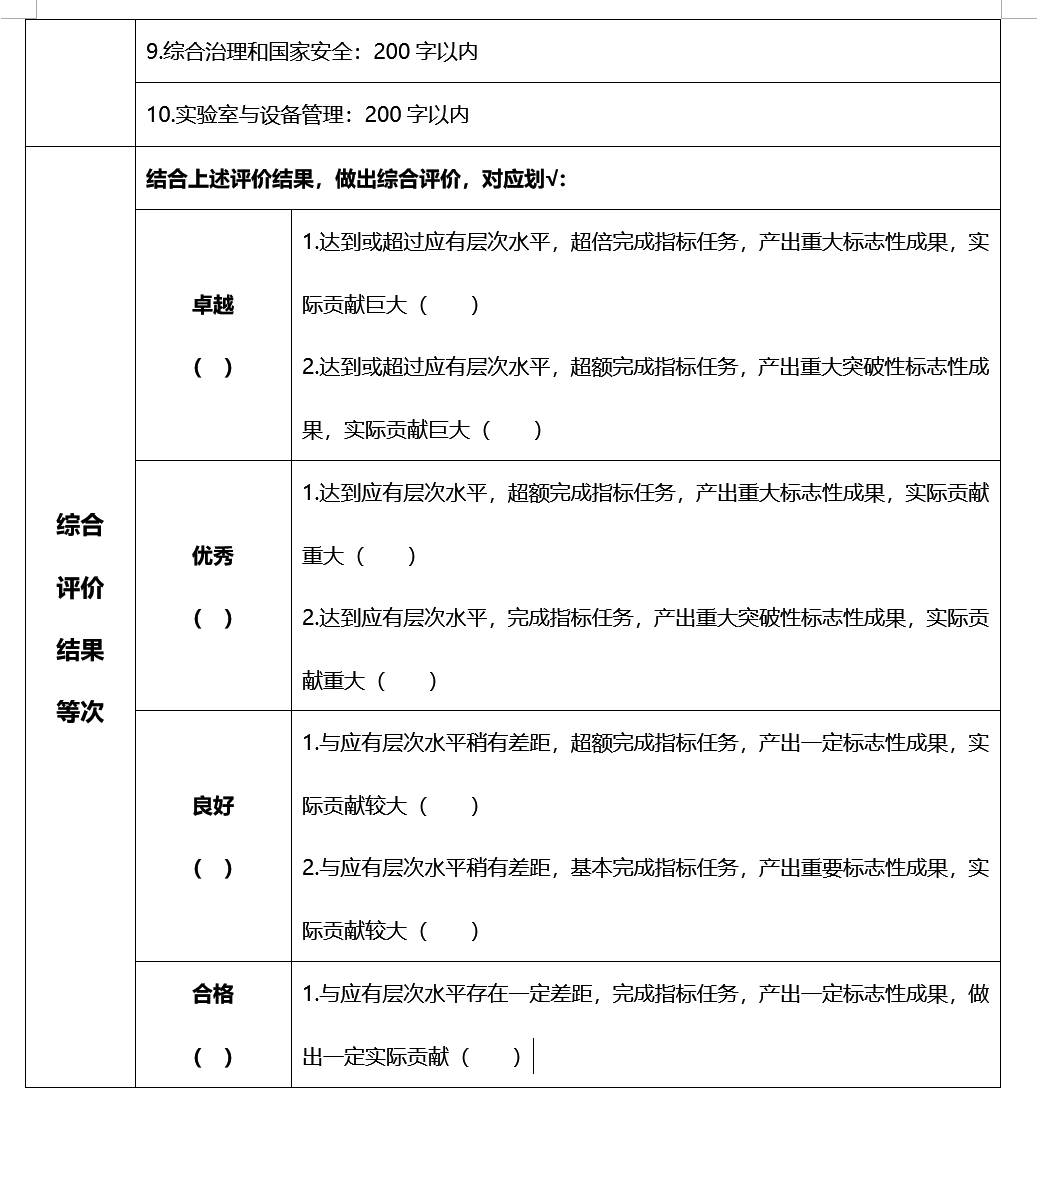 9.综合治理和国家安全：200 字以内
10.实验室与设备管理：200 字以内
综合
评价
结果
等次
结合上述评价结果，做出综合评价，对应划√：
卓越
（ ）
1.达到或超过应有层次水平，超倍完成指标任务，产出重大标志性成果，实
际贡献巨大（ ）
2.达到或超过应有层次水平，超额完成指标任务，产出重大突破性标志性成
果，实际贡献巨大（ ）
优秀
（ ）
1.达到应有层次水平，超额完成指标任务，产出重大标志性成果，实际贡献
重大（ ）
2.达到应有层次水平，完成指标任务，产出重大突破性标志性成果，实际贡
献重大（ ）
良好
（ ）
1.与应有层次水平稍有差距，超额完成指标任务，产出一定标志性成果，实
际贡献较大（ ）
2.与应有层次水平稍有差距，基本完成指标任务，产出重要标志性成果，实
际贡献较大（ ）
合格
（ ）
1.与应有层次水平存在一定差距，完成指标任务，产出一定标志性成果，做
出一定实际贡献（ ）